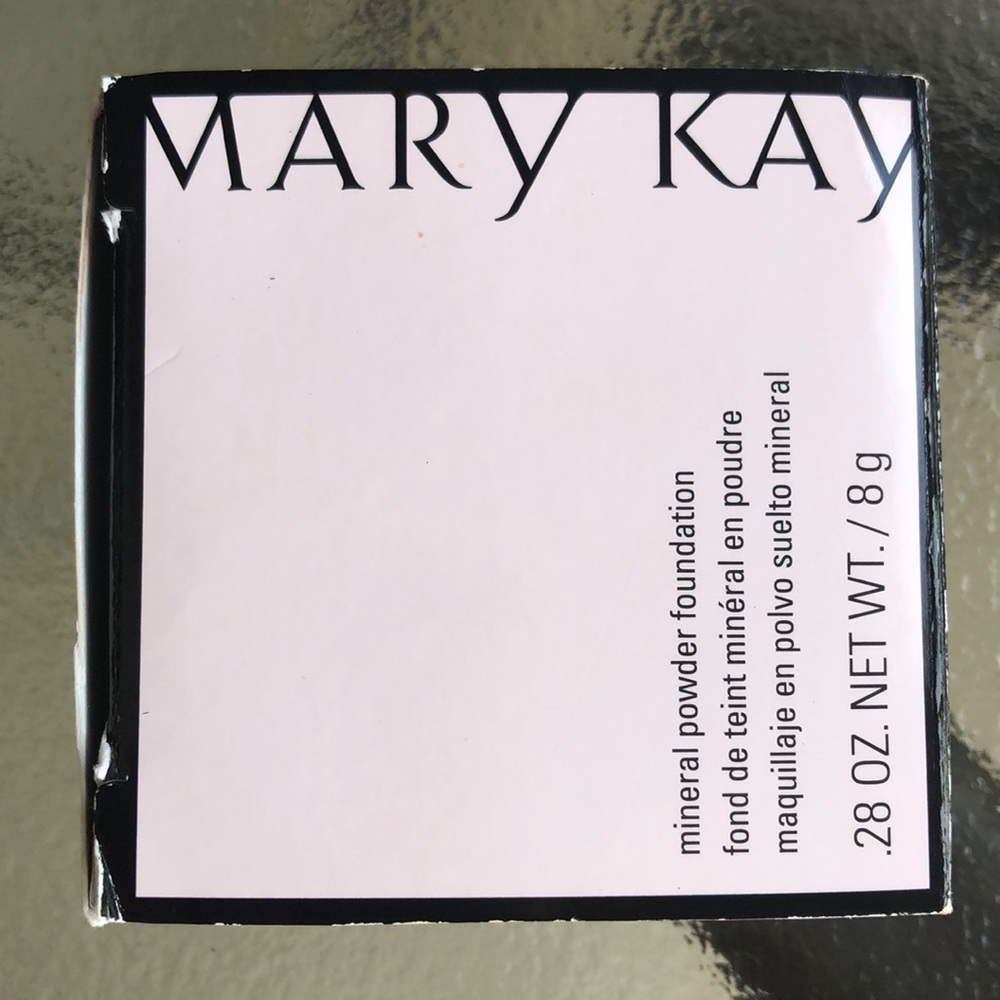 MARY KAY
mineral powder foundation
fond de teint minéral en poudre
maquillaje en polvo suelto mineral
.28 OZ. NET WT. / 8 g